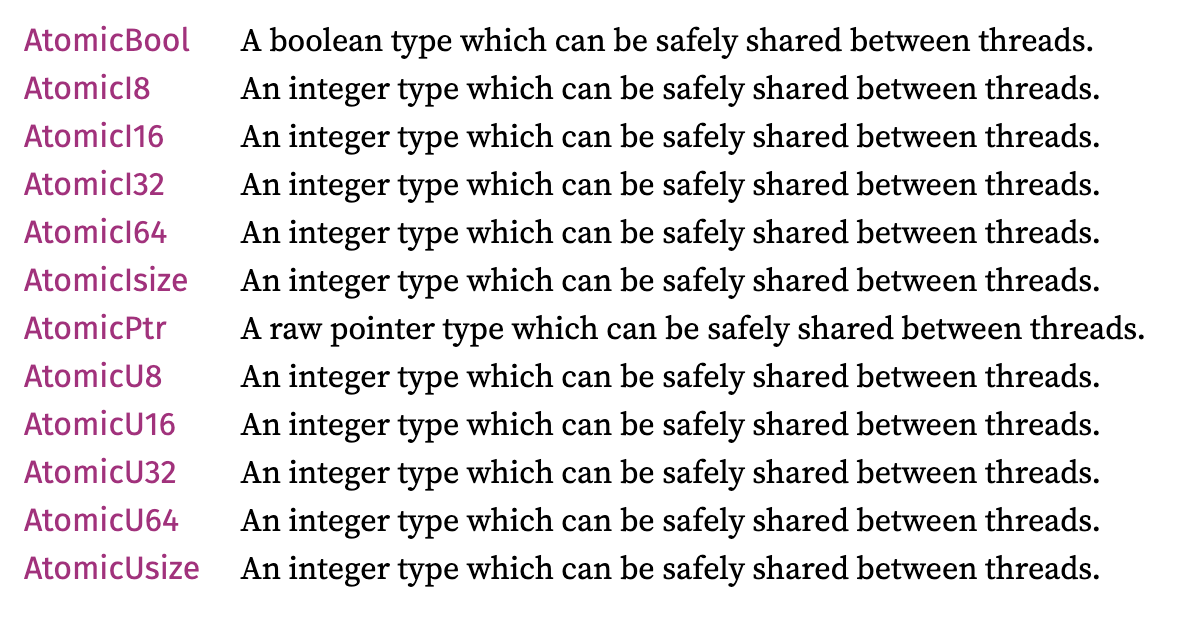 AtomicBool A boolean type which can be safely shared between threads.
AtomicI8 An integer type which can be safely shared between threads.
AtomicI16 An integer type which can be safely shared between threads.
AtomicI32 An integer type which can be safely shared between threads.
AtomicI64 An integer type which can be safely shared between threads.
AtomicIsize An integer type which can be safely shared between threads.
AtomicPtr A raw pointer type which can be safely shared between threads.
AtomicU8 An integer type which can be safely shared between threads.
AtomicU16 An integer type which can be safely shared between threads.
AtomicU32 An integer type which can be safely shared between threads.
AtomicU64 An integer type which can be safely shared between threads.
AtomicUsize An integer type which can be safely shared between threads.